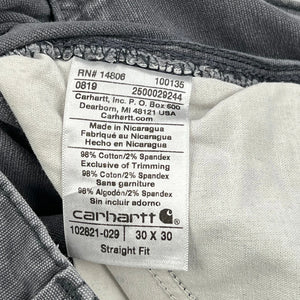 RN# 14806 100135
0819 2500029244
Carhartt, Inc. P.O. Box 600
Dearborn, MI 48121 USA
www.carhartt.com
Made in Nicaragua
Fabriqué au Nicaragua
Hecho en Nicaragua
98% Cotton/2% Spandex
Exclusive of Trimming
98% Coton/2% Spandex
Sans garniture
98% Algodón/2% Spandex
Sin incluir adorno
carhartt
102821-029 30 X 30
Straight Fit